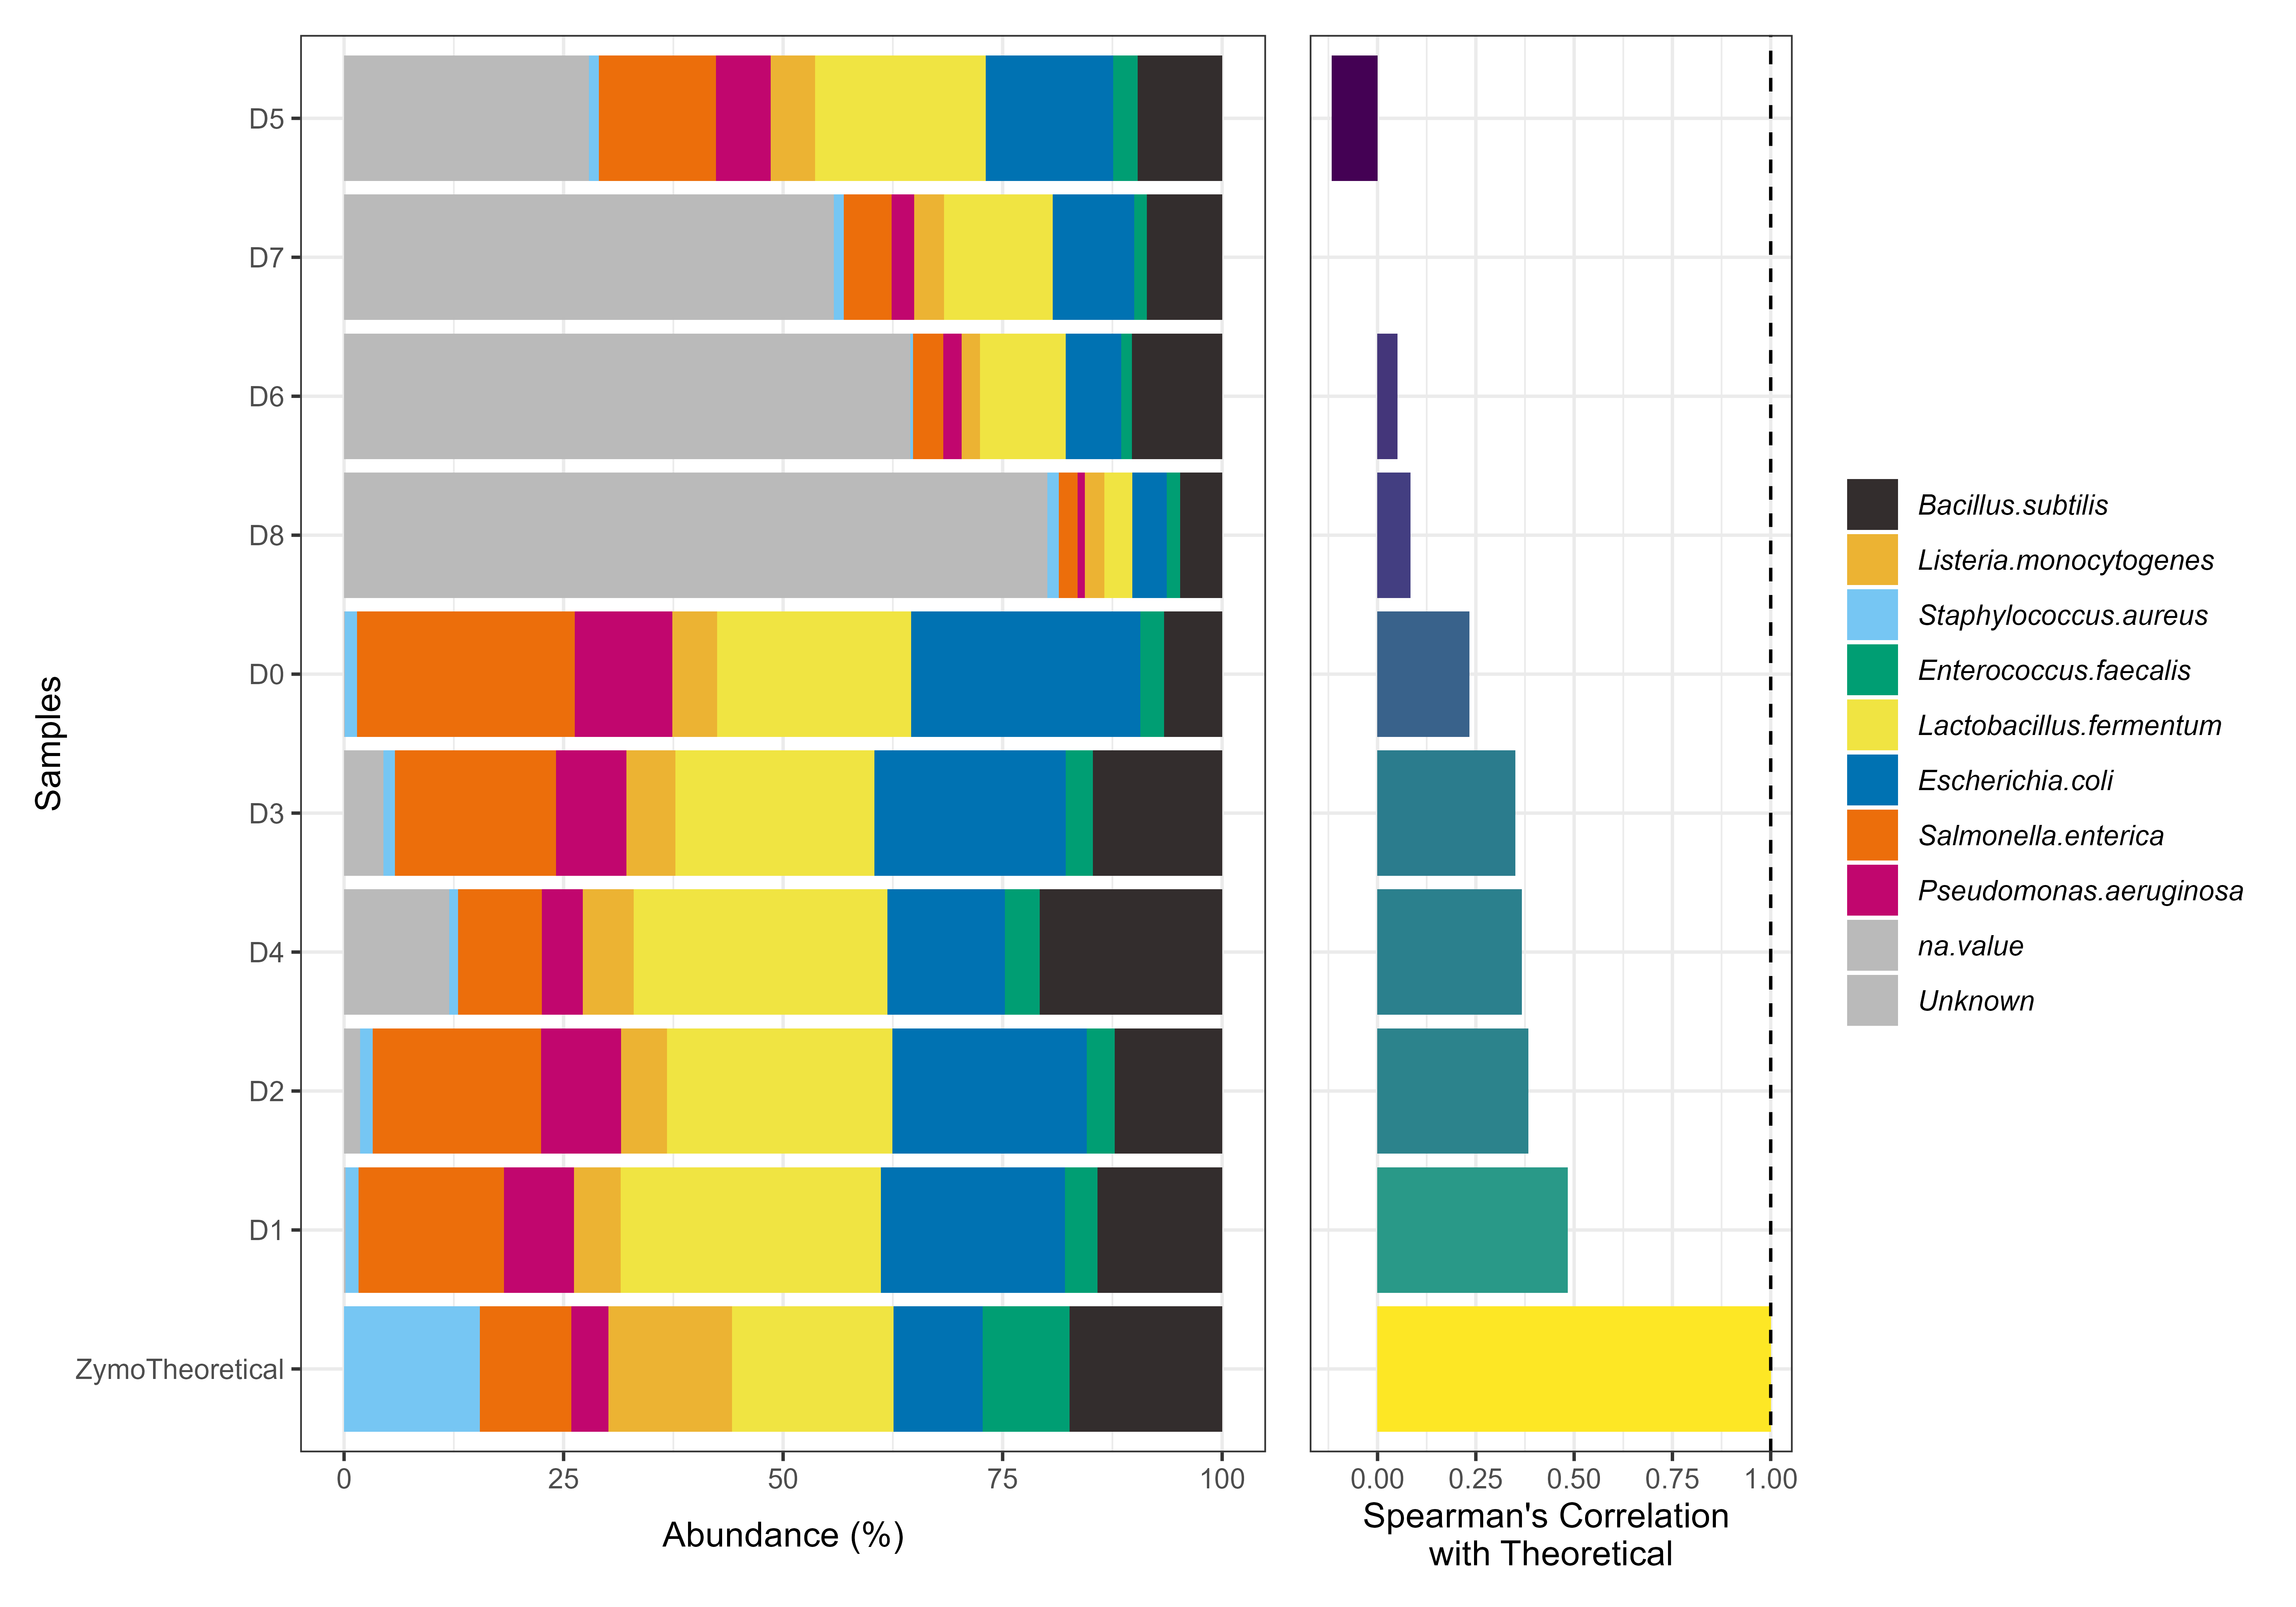 Samples
D5
D7
D6
D8
D0
D3
D4
D2
D1
ZymoTheoretical
0
25
50
75
100
Abundance (%)
0.00
0.25
0.50
0.75
1.00
Spearman's Correlation
with Theoretical
Bacillus.subtilis
Listeria.monocytogenes
Staphylococcus.aureus
Enterococcus.faecalis
Lactobacillus.fermentum
Escherichia.coli
Salmonella.enterica
Pseudomonas.aeruginosa
na.value
Unknown